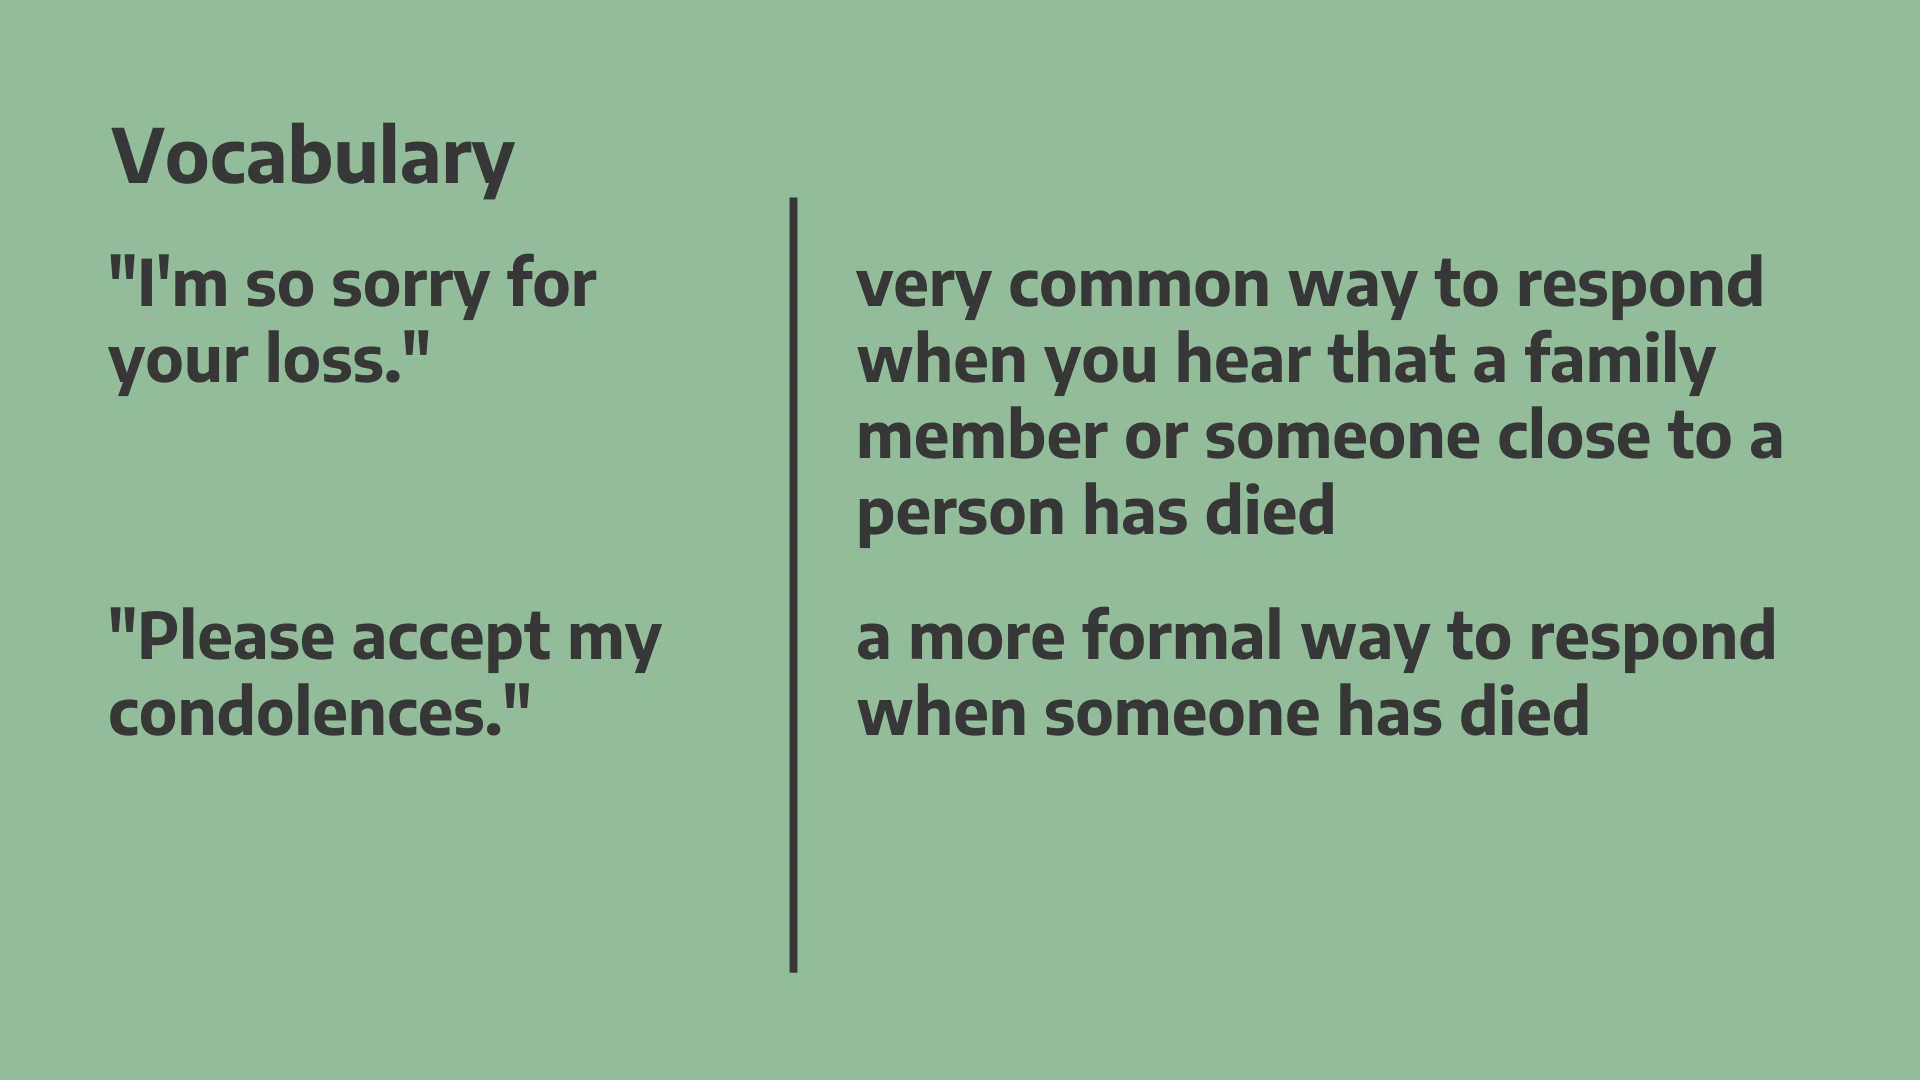 Vocabulary
"I'm so sorry for
your loss."
very common way to respond
when you hear that a family
member or someone close to a
person has died
"Please accept my
condolences."
a more formal way to respond
when someone has died